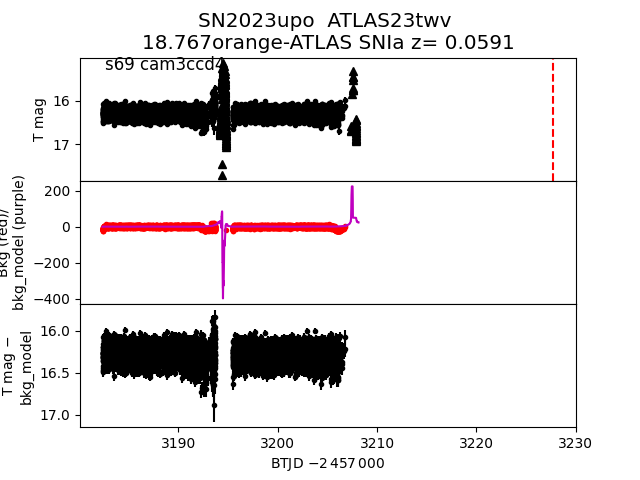 SN2023upo  ATLAS23twv
18.767orange-ATLAS SNIa z= 0.0591
s69 cam3ccd4
T mag
16
17
Bkg (red)/
bkg_model (purple)
200
0
−200
−400
T mag −
bkg_model
16.0
16.5
17.0
3190
3200
3210
3220
3230
BTJD −2 457 000